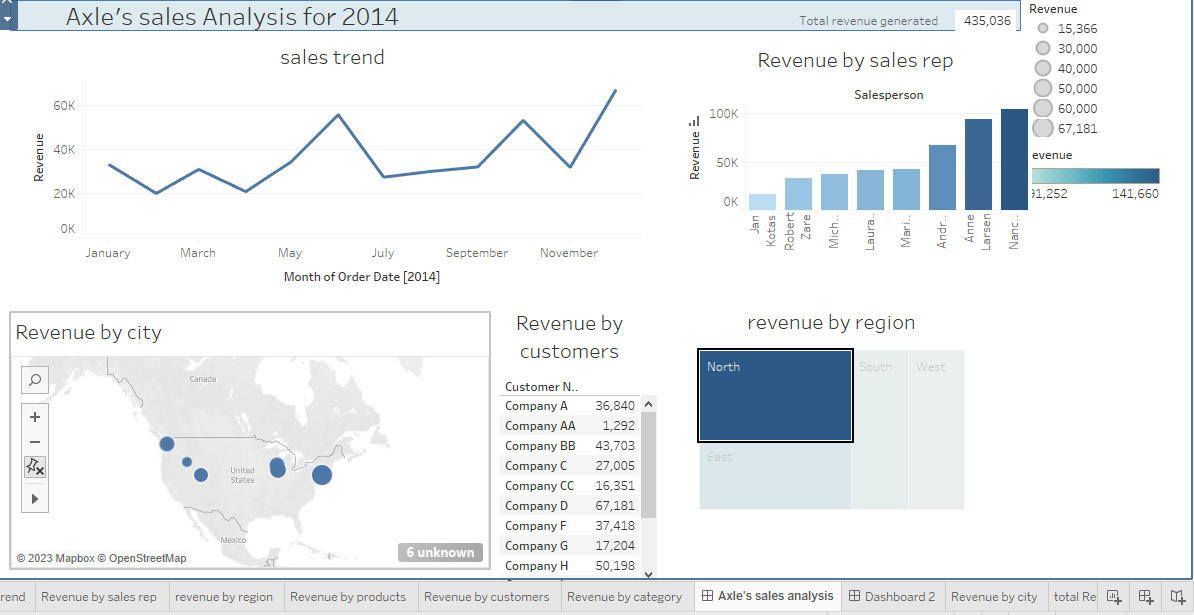 Axle's sales Analysis for 2014
Total revenue generated 435,036
Revenue
15,366
30,000
40,000
50,000
60,000
67,181
evenue
91,252 141,660
sales trend
60K
40K
20K
0K
Revenue
January March May July September November
Month of Order Date [2014]
Revenue by sales rep
Salesperson
100K
50K
0K
Revenue
Jan Kotas
Robert Zare
Mich..
Laura..
Mari..
Andr..
Anne Larsen
Nanc..
Revenue by city
Canada
United
States
Mexico
6 unknown
© 2023 Mapbox © OpenStreetMap
Revenue by
customers
Customer N..
Company A 36,840
Company AA 1,292
Company BB 43,703
Company C 27,005
Company CC 16,351
Company D 67,181
Company F 37,418
Company G 17,204
Company H 50,198
revenue by region
North South West
East
rend Revenue by sales rep revenue by region Revenue by products Revenue by customers Revenue by category Axle's sales analysis Dashboard 2 Revenue by city total Re